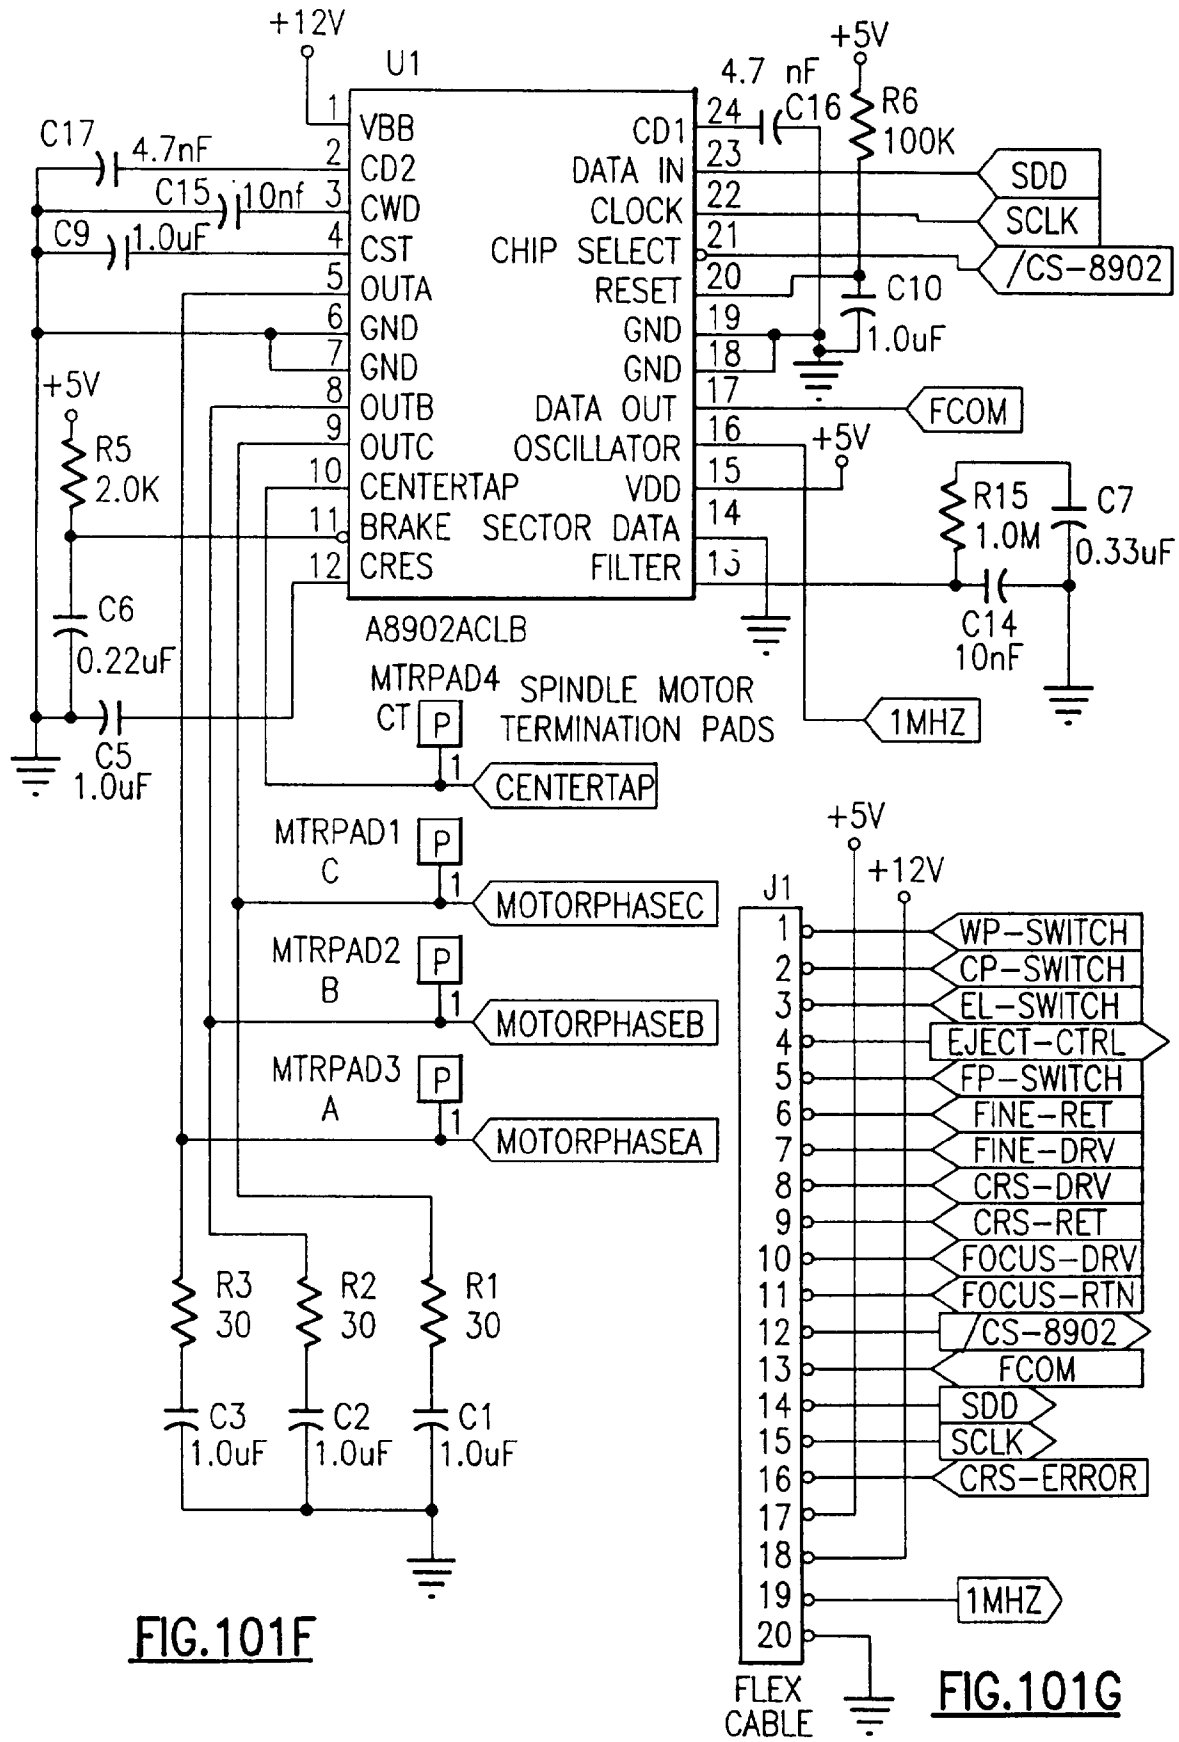 +12V
U1
1
VBB
C17
4.7nF
2
CD2
C15
10nf
3
CWD
C9
1.0uF
4
CST
5
OUTA
6
GND
7
GND
+5V
8
OUTB
9
OUTC
R5
2.0K
10
CENTERTAP
11
BRAKE
12
CRES
C6
0.22uF
C5
1.0uF
4.7 nF
C16
+5V
R6
100K
CD1
24
DATA IN
23
SDD
CLOCK
22
SCLK
CHIP SELECT
21
/CS-8902
RESET
20
C10
1.0uF
GND
19
GND
18
DATA OUT
17
FCOM
OSCILLATOR
16
+5V
VDD
15
SECTOR DATA
14
FILTER
13
R15
1.0M
C7
0.33uF
C14
10nF
1MHZ
A8902ACLB
MTRPAD4
CT
P
1
SPINDLE MOTOR
TERMINATION PADS
CENTERTAP
MTRPAD1
C
P
1
MOTORPHASEC
MTRPAD2
B
P
1
MOTORPHASEB
MTRPAD3
A
P
1
MOTORPHASEA
R3
30
R2
30
R1
30
C3
1.0uF
C2
1.0uF
C1
1.0uF
FIG.101F
+5V
+12V
J1
1
WP-SWITCH
2
CP-SWITCH
3
EL-SWITCH
4
EJECT-CTRL
5
FP-SWITCH
6
FINE-RET
7
FINE-DRV
8
CRS-DRV
9
CRS-RET
10
FOCUS-DRV
11
FOCUS-RTN
12
/CS-8902
13
FCOM
14
SDD
15
SCLK
16
CRS-ERROR
17
18
19
1MHZ
20
FLEX
CABLE
FIG.101G